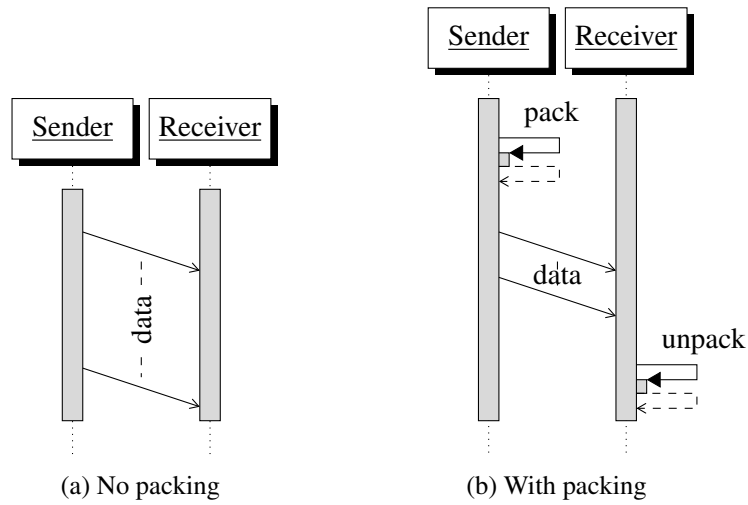 Sender Receiver
data
(a) No packing
Sender Receiver
pack
data
unpack
(b) With packing